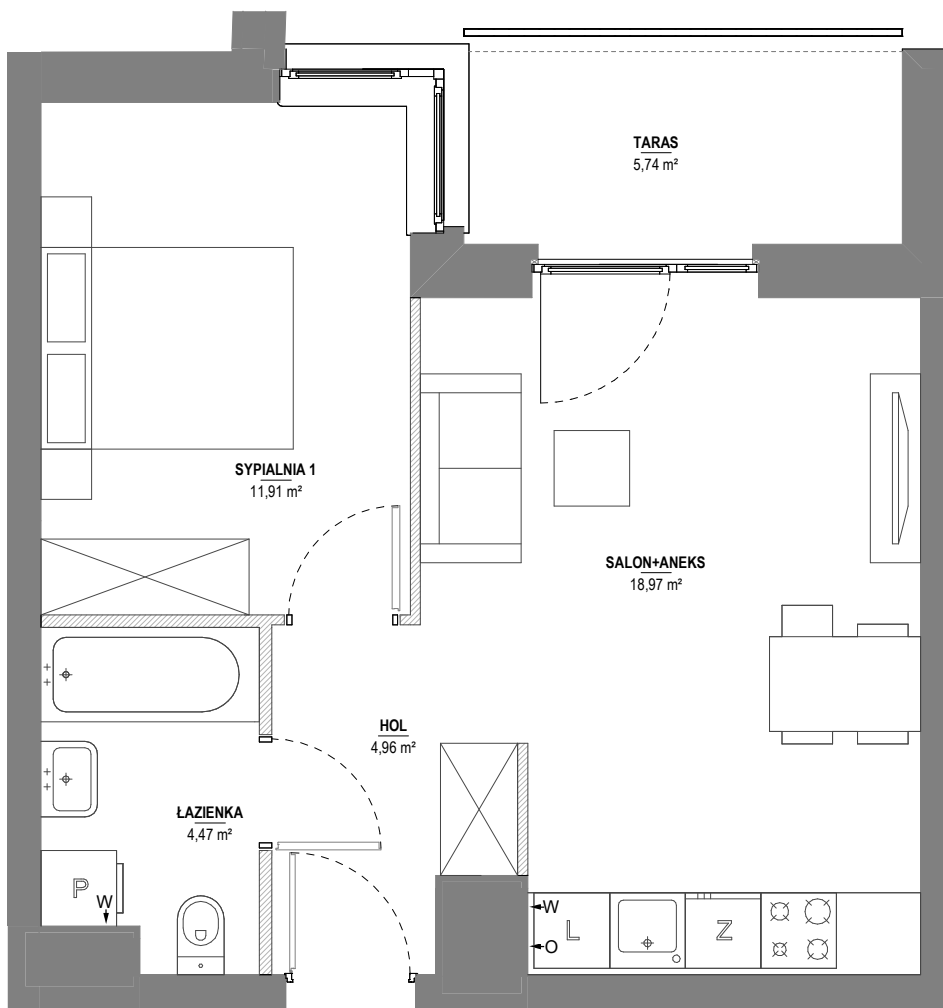 TARAS
5,74 m²
SYPIALNIA 1
11,91 m²
SALON+ANEKS
18,97 m²
HOL
4,96 m²
ŁAZIENKA
4,47 m²
P
W
W
L
O
Z